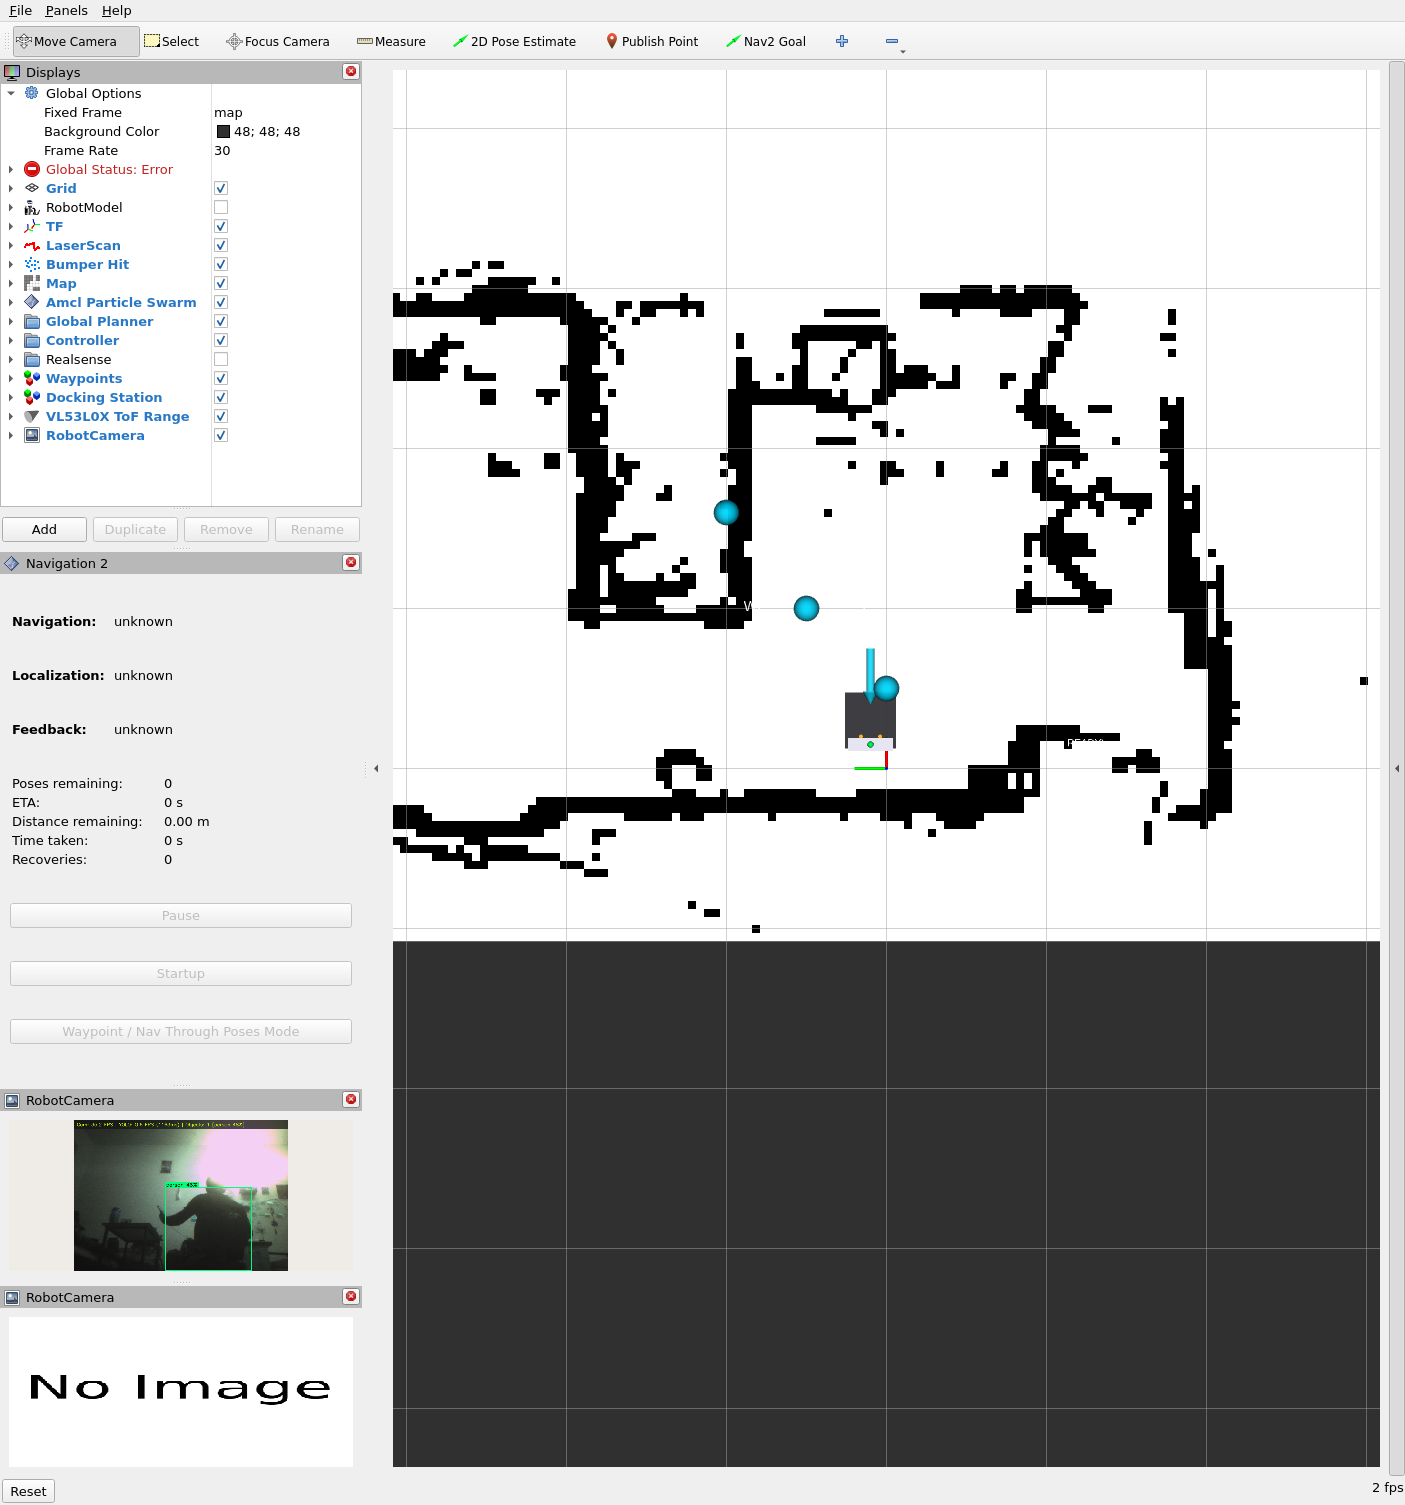 File Panels Help
Move Camera Select Focus Camera Measure 2D Pose Estimate Publish Point Nav2 Goal
Displays
Global Options
Fixed Frame map
Background Color 48; 48; 48
Frame Rate 30
Global Status: Error
Grid
RobotModel
TF
LaserScan
Bumper Hit
Map
Amcl Particle Swarm
Global Planner
Controller
Realsense
Waypoints
Docking Station
VL53L0X ToF Range
RobotCamera
Add Duplicate Remove Rename
Navigation 2
Navigation: unknown
Localization: unknown
Feedback: unknown
Poses remaining: 0
ETA: 0 s
Distance remaining: 0.00 m
Time taken: 0 s
Recoveries: 0
Pause
Startup
Waypoint / Nav Through Poses Mode
RobotCamera
person 48%
RobotCamera
No Image
Reset
W
READY
2 fps